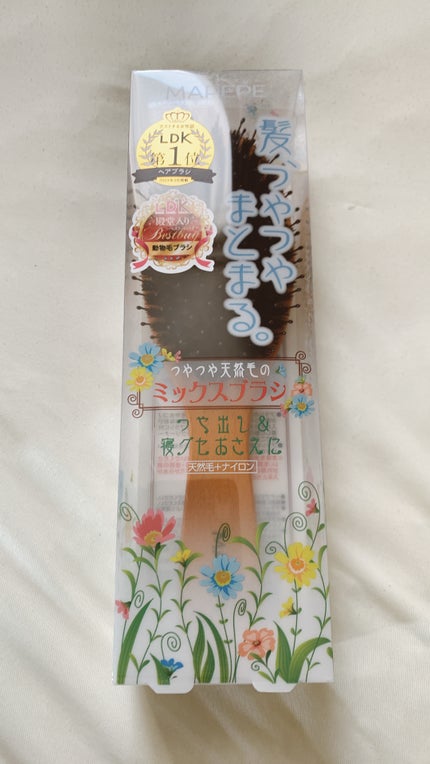 MAPEPE
LDK
第1位
ヘアブラシ
LDK
殿堂入り
Bestbuy
動物毛ブラシ
髪、つやつや
まとまる。
つやつや天然毛の
ミックスブラシ
つや出し&
寝グセおさえに
天然毛+ナイロン